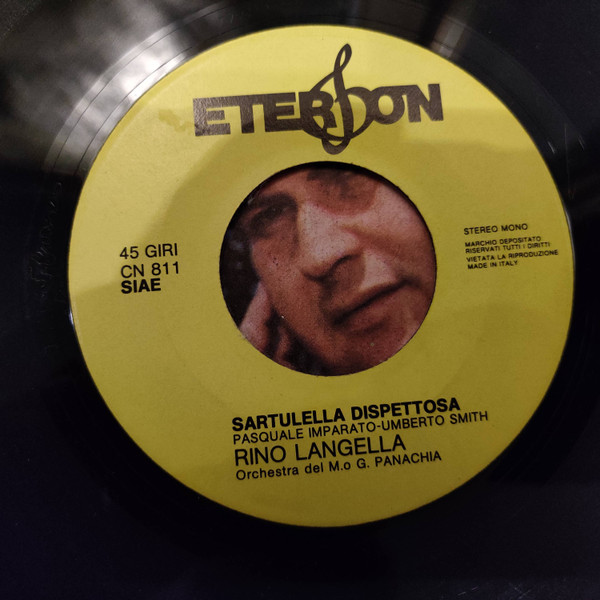 ETERSON
45 GIRI
CN 811
SIAE
STEREO MONO
MARCHIO DEPOSITATO
RISERVATI TUTTI I DIRITTI
VIETATA LA RIPRODUZIONE
MADE IN ITALY
SARTULELLA DISPETTOSA
PASQUALE IMPARATO-UMBERTO SMITH
RINO LANGELLA
Orchestra del M.o G. PANACHIA